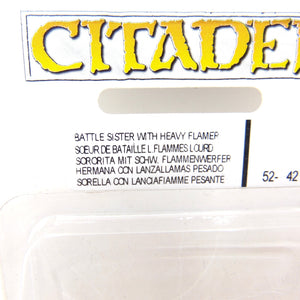 CITADEL
BATTLE SISTER WITH HEAVY FLAMER
SOEUR DE BATAILLE L.FLAMMES LOURD
SORORITA MIT SCHW. FLAMMENWERFER
HERMANA CON LANZALLAMAS PESADO
SORELLA CON LANCIAFIAMME PESANTE
52- 42